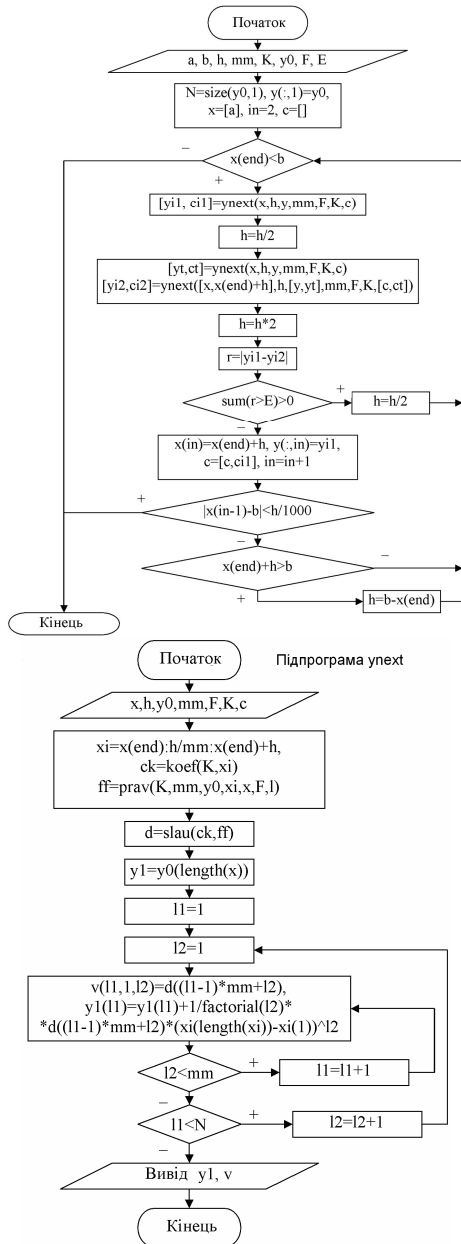 Початок
a, b, h, mm, K, y0, F, E
N=size(y0,1), y(:,1)=y0,
x=[a], in=2, c=[]
–
x(end)<b
+
[yi1, ci1]=ynext(x,h,y,mm,F,K,c)
h=h/2
[yt,ct]=ynext(x,h,y,mm,F,K,c)
[yi2,ci2]=ynext([x,x(end)+h],h,[y,yt],mm,F,K,[c,ct])
h=h*2
r=|yi1-yi2|
sum(r>E)>0
+
h=h/2
–
x(in)=x(end)+h, y(:,in)=yi1,
c=[c,ci1], in=in+1
+
|x(in-1)-b|<h/1000
–
x(end)+h>b
–
+
h=b-x(end)
Кінець
Початок
Підпрограма ynext
x,h,y0,mm,F,K,c
xi=x(end):h/mm:x(end)+h,
ck=koef(K,xi)
ff=prav(K,mm,y0,xi,x,F,l)
d=slau(ck,ff)
y1=y0(length(x))
l1=1
l2=1
v(l1,1,l2)=d((l1-1)*mm+l2),
y1(l1)=y1(l1)+1/factorial(l2)*
*d((l1-1)*mm+l2)*(xi(length(xi))-xi(1))^l2
l2<mm
+
l1=l1+1
–
l1<N
+
l2=l2+1
–
Вивід y1, v
Кінець